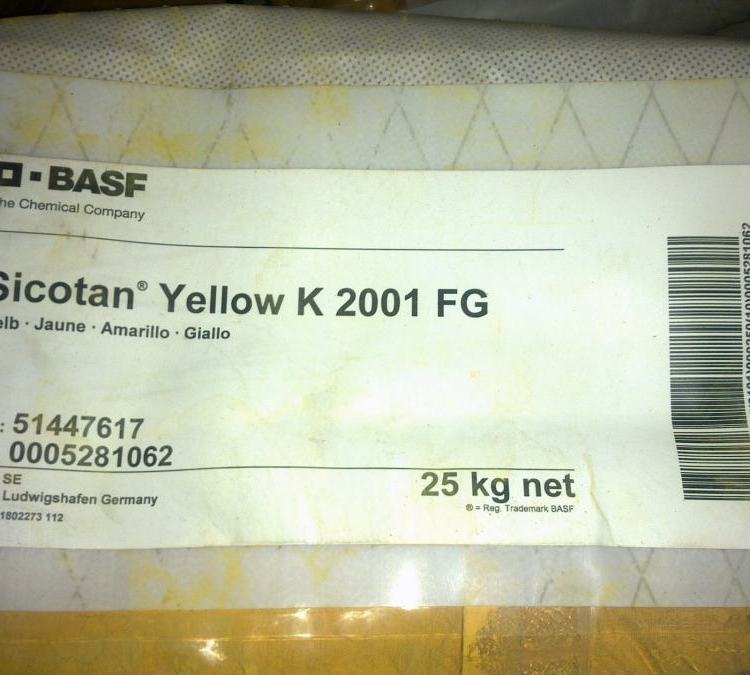 BASF
he Chemical Company
Sicotan® Yellow K 2001 FG
elb · Jaune · Amarillo · Giallo
: 51447617
0005281062
SE
Ludwigshafen Germany
1802273 112
25 kg net
® = Reg. Trademark BASF